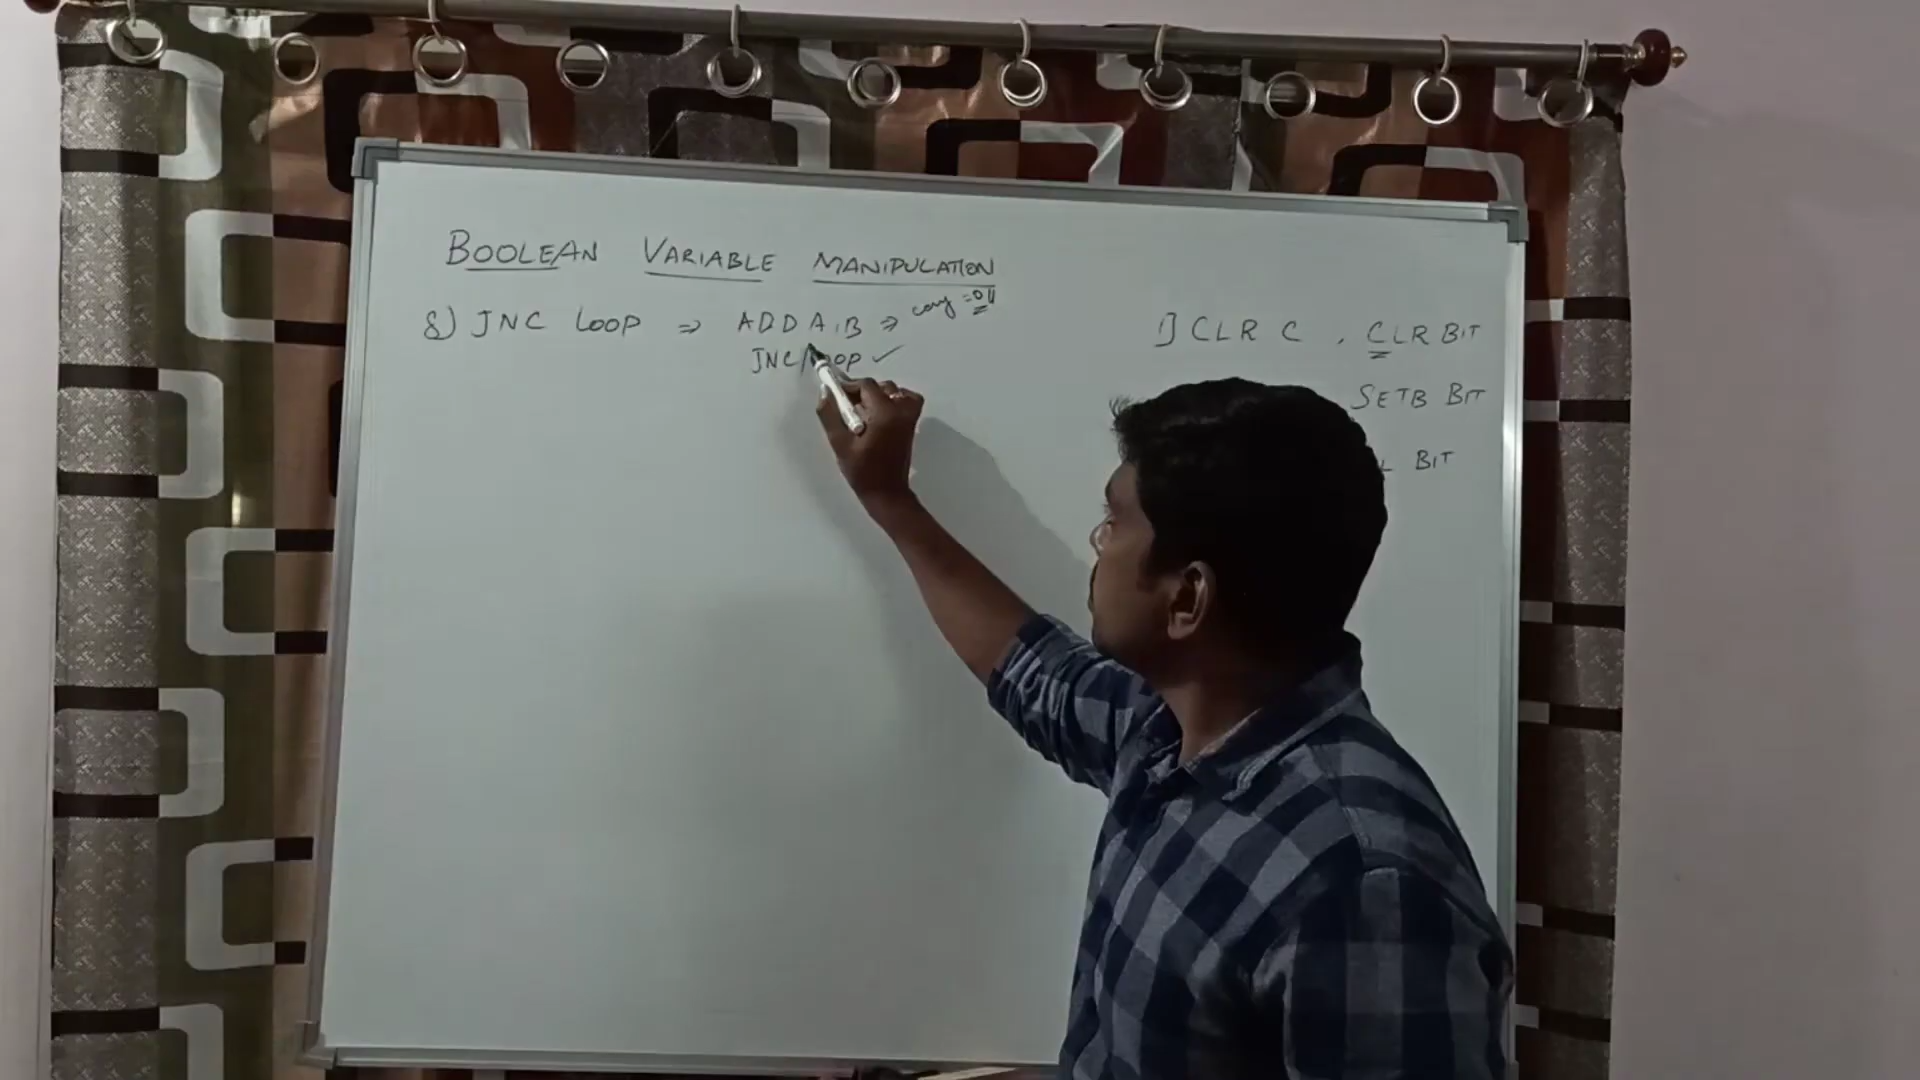 BOOLEAN VARIABLE MANIPULATION
8) JNC LOOP ⇒ ADD A,B ⇒ carry =0
JNC LOOP ✓
1) CLR C , CLR BIT
SETB BIT
L BIT